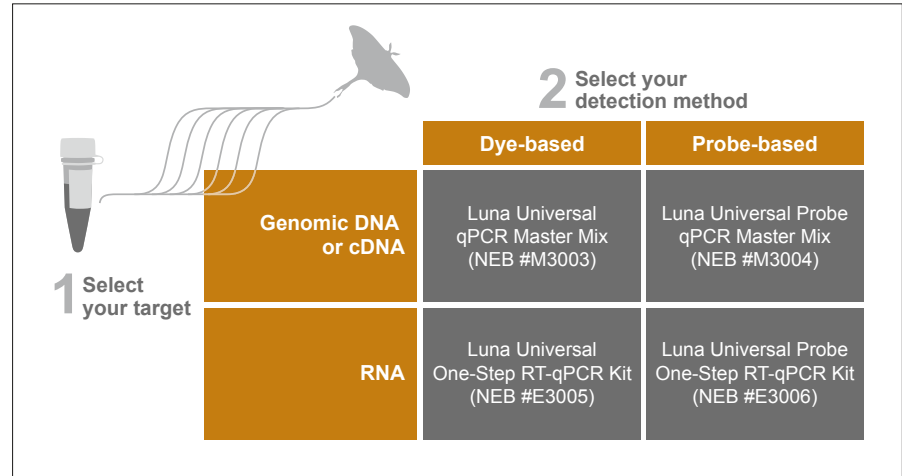 2 Select your
detection method
Dye-based
Probe-based
1 Select
your target
Genomic DNA
or cDNA
Luna Universal
qPCR Master Mix
(NEB #M3003)
Luna Universal Probe
qPCR Master Mix
(NEB #M3004)
RNA
Luna Universal
One-Step RT-qPCR Kit
(NEB #E3005)
Luna Universal Probe
One-Step RT-qPCR Kit
(NEB #E3006)